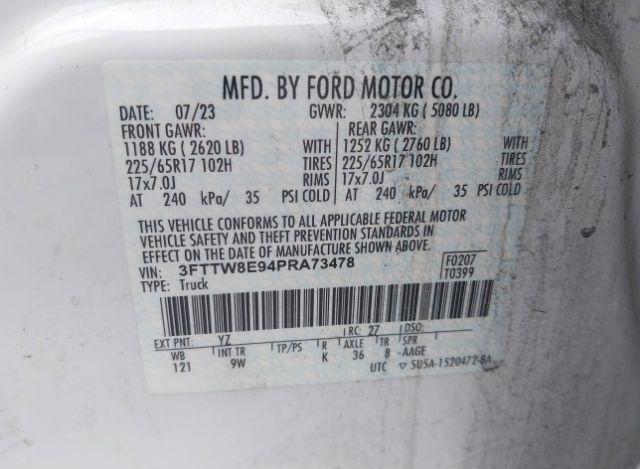 MFD. BY FORD MOTOR CO.
DATE: 07/23 GVWR: 2304 KG ( 5080 LB)
FRONT GAWR: REAR GAWR:
1188 KG ( 2620 LB) WITH 1252 KG ( 2760 LB) WITH
225/65R17 102H TIRES 225/65R17 102H TIRES
17x7.0J RIMS 17x7.0J RIMS
AT 240 kPa/ 35 PSI COLD AT 240 kPa/ 35 PSI COLD
THIS VEHICLE CONFORMS TO ALL APPLICABLE FEDERAL MOTOR
VEHICLE SAFETY AND THEFT PREVENTION STANDARDS IN
EFFECT ON THE DATE OF MANUFACTURE SHOWN ABOVE.
VIN: 3FTTW8E94PRA73478 F0207
TYPE: Truck T0399
EXT PNT: YZ RC: 27 DSO:
WB INT TR TP/PS R AXLE TR SPR
121 9W K 36 8 -AAGE
UTC 5U5A-1520472-BA